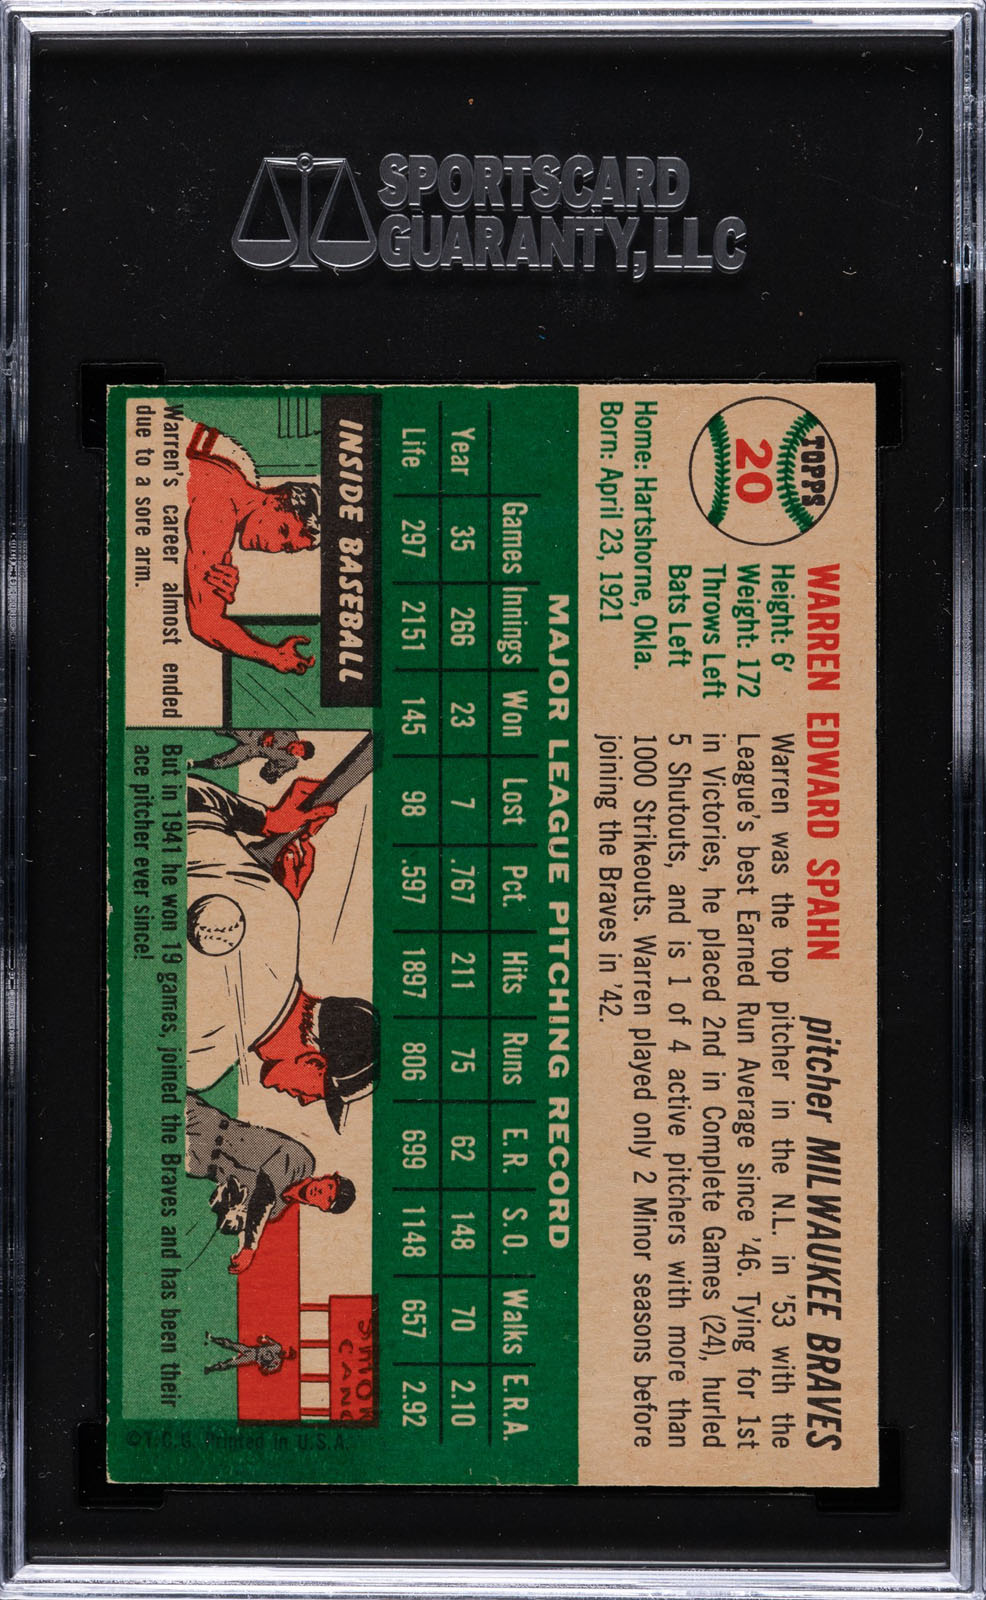 SPORTSCARD
GUARANTY, LLC
TOPPS
20
WARREN EDWARD SPAHN
pitcher MILWAUKEE BRAVES
Height: 6'
Weight: 172
Throws Left
Bats Left
Home: Hartshorne, Okla.
Born: April 23, 1921
Warren was the top pitcher in the N.L. in '53 with the
League's best Earned Run Average since '46. Tying for 1st
in Victories, he placed 2nd in Complete Games (24), hurled
5 Shutouts, and is 1 of 4 active pitchers with more than
1000 Strikeouts. Warren played only 2 Minor seasons before
joining the Braves in '42.
MAJOR LEAGUE PITCHING RECORD
Games Innings Won Lost Pct. Hits Runs E.R. S.O. Walks E.R.A.
Year 35 266 23 7 .767 211 75 62 148 70 2.10
Life 297 2151 145 98 .597 1897 806 699 1148 657 2.92
INSIDE BASEBALL
Warren's career almost ended
due to a sore arm.
SMOK
CANG
But in 1941 he won 19 games, joined the Braves and has been their
ace pitcher ever since!
©T.C.G. Printed in U.S.A.